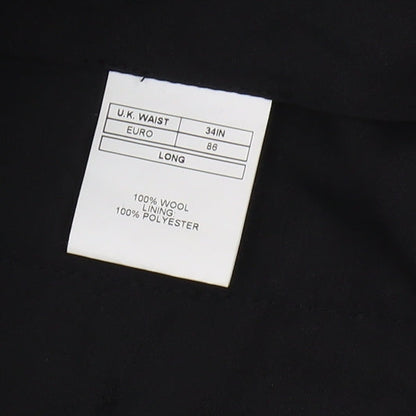 U.K. WAIST 34IN
EURO 86
LONG
100% WOOL
LINING
100% POLYESTER